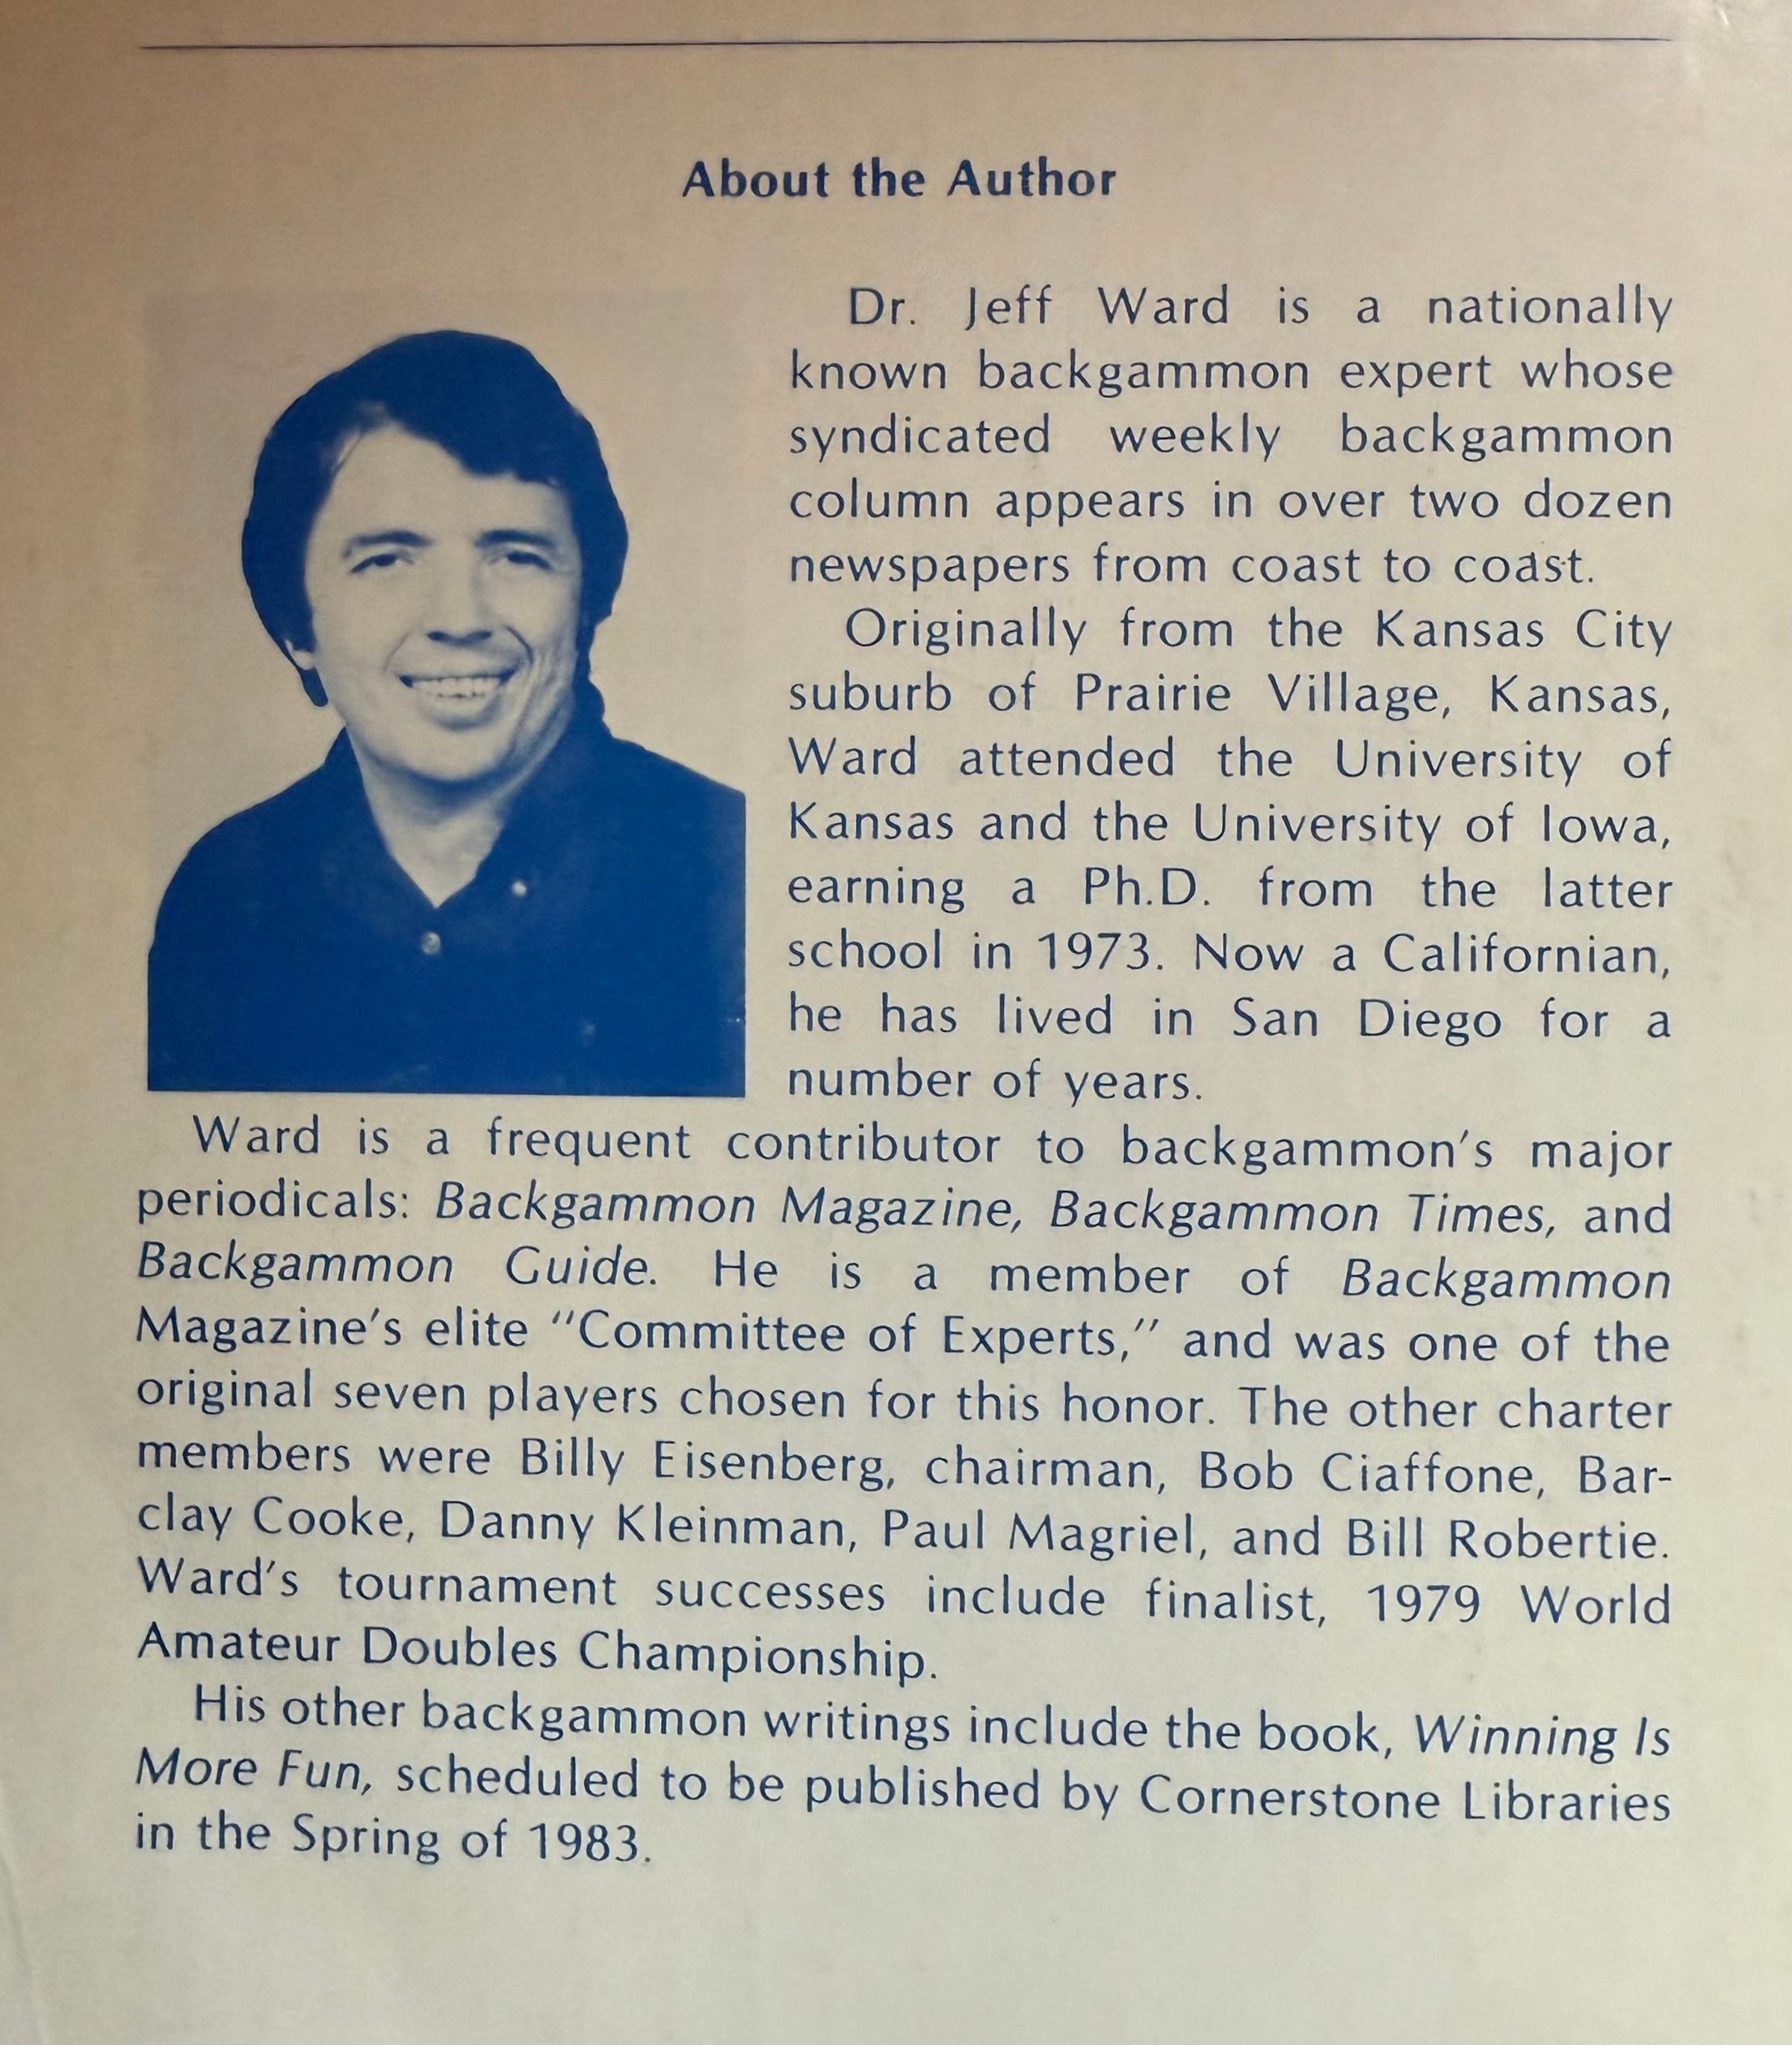 About the Author
Dr. Jeff Ward is a nationally
known backgammon expert whose
syndicated weekly backgammon
column appears in over two dozen
newspapers from coast to coast.
Originally from the Kansas City
suburb of Prairie Village, Kansas,
Ward attended the University of
Kansas and the University of Iowa,
earning a Ph.D. from the latter
school in 1973. Now a Californian,
he has lived in San Diego for a
number of years.
Ward is a frequent contributor to backgammon's major
periodicals: Backgammon Magazine, Backgammon Times, and
Backgammon Guide. He is a member of Backgammon
Magazine's elite "Committee of Experts," and was one of the
original seven players chosen for this honor. The other charter
members were Billy Eisenberg, chairman, Bob Ciaffone, Bar-
clay Cooke, Danny Kleinman, Paul Magriel, and Bill Robertie.
Ward's tournament successes include finalist, 1979 World
Amateur Doubles Championship.
His other backgammon writings include the book, Winning Is
More Fun, scheduled to be published by Cornerstone Libraries
in the Spring of 1983.